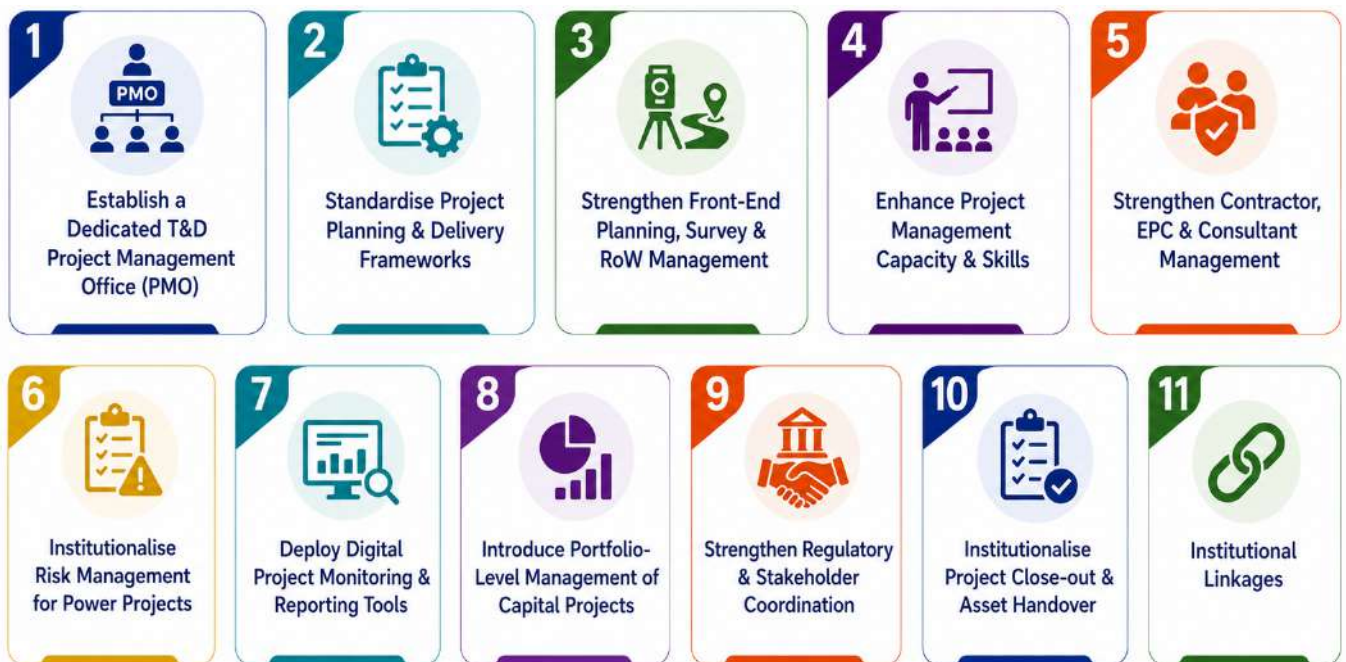 1
PMO
Establish a
Dedicated T&D
Project Management
Office (PMO)
2
Standardise Project
Planning & Delivery
Frameworks
3
Strengthen Front-End
Planning, Survey &
RoW Management
4
Enhance Project
Management
Capacity & Skills
5
Strengthen Contractor,
EPC & Consultant
Management
6
Institutionalise
Risk Management
for Power Projects
7
Deploy Digital
Project Monitoring &
Reporting Tools
8
Introduce Portfolio-
Level Management of
Capital Projects
9
Strengthen Regulatory
& Stakeholder
Coordination
10
Institutionalise
Project Close-out &
Asset Handover
11
Institutional
Linkages